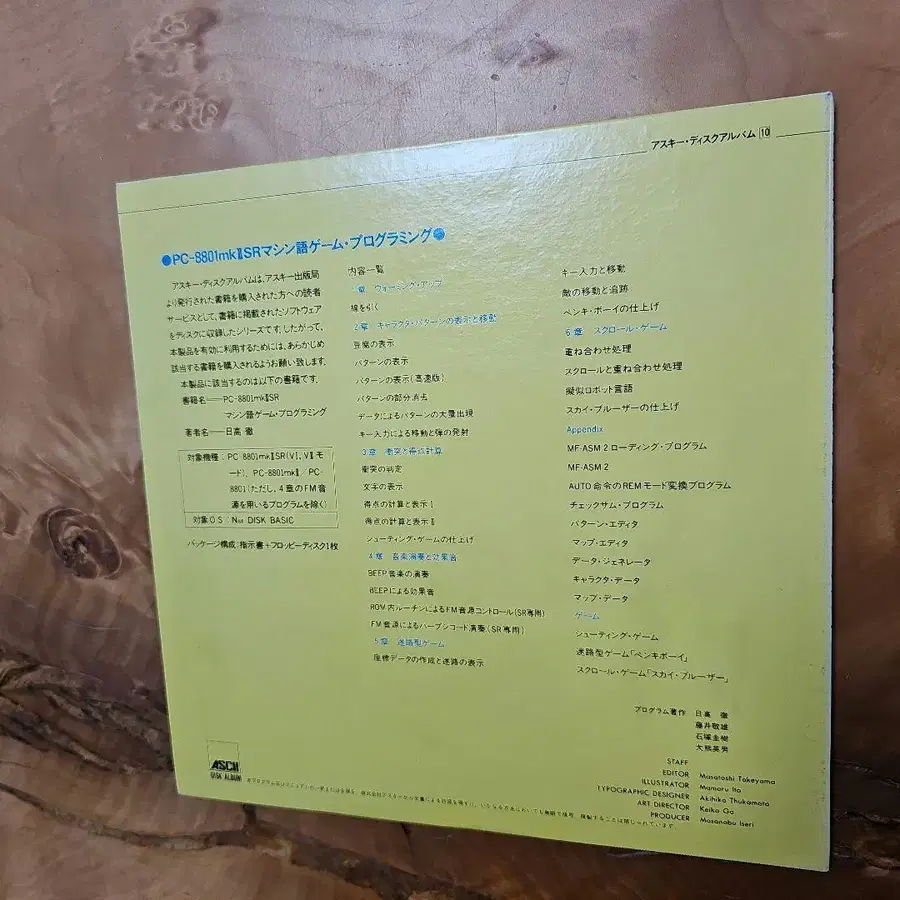 アスキー・ディスクアルバム 10
●PC-8801mkⅡSRマシン語ゲーム・プログラミング●
アスキー・ディスクアルバムは、アスキー出版局
より発行された書籍を購入された方への読者
サービスとして、書籍に掲載されたソフトウェア
をディスクに収録したシリーズです。したがって、
本製品を有効に利用するためには、あらかじめ
該当する書籍を購入されるようお願い致します。
本製品に該当するのは以下の書籍です。
書籍名──PC-8801mkⅡSR
マシン語ゲーム・プログラミング
著者名──日高 徹
対象機種：PC-8801mkⅡSR(V1、V2モ
ード)、PC-8801mkⅡ／PC-
8801(ただし、4章のFM音
源を用いるプログラムを除く)
対象OS：N88 DISK BASIC
パッケージ構成：指示書＋フロッピーディスク1枚
内容一覧
1章 ウォーミング・アップ
線を引く
2章 キャラクタ・パターンの表示と移動
豆腐の表示
パターンの表示
パターンの表示(高速版)
パターンの部分消去
データによるパターンの大量出現
キー入力による移動と弾の発射
3章 衝突と得点計算
衝突の判定
文字の表示
得点の計算と表示Ⅰ
得点の計算と表示Ⅱ
シューティング・ゲームの仕上げ
4章 音楽演奏と効果音
BEEP音楽の演奏
BEEPによる効果音
ROM内ルーチンによるFM音源コントロール(SR専用)
FM音源によるハープシコード演奏(SR専用)
5章 迷路型ゲーム
座標データの作成と迷路の表示
キー入力と移動
敵の移動と追跡
ペンキ・ボーイの仕上げ
6章 スクロール・ゲーム
重ね合わせ処理
スクロールと重ね合わせ処理
擬似ロボット言語
スカイ・ブルーザーの仕上げ
Appendix
MF-ASM 2 ローディング・プログラム
MF-ASM 2
AUTO命令のREMモード変換プログラム
チェックサム・プログラム
パターン・エディタ
マップ・エディタ
データ・ジェネレータ
キャラクタ・データ
マップ・データ
ゲーム
シューティング・ゲーム
迷路型ゲーム「ペンキボーイ」
スクロール・ゲーム「スカイ・ブルーザー」
プログラム著作 日高 徹
藤井敬雄
石塚圭樹
大熊英男
STAFF
EDITOR Masatoshi Takeyama
ILLUSTRATOR Mamoru Ito
TYPOGRAPHIC DESIGNER Akihiko Thukamoto
ART DIRECTOR Keiko Go
PRODUCER Masanobu Iseri
ASCII
DISK ALBUM